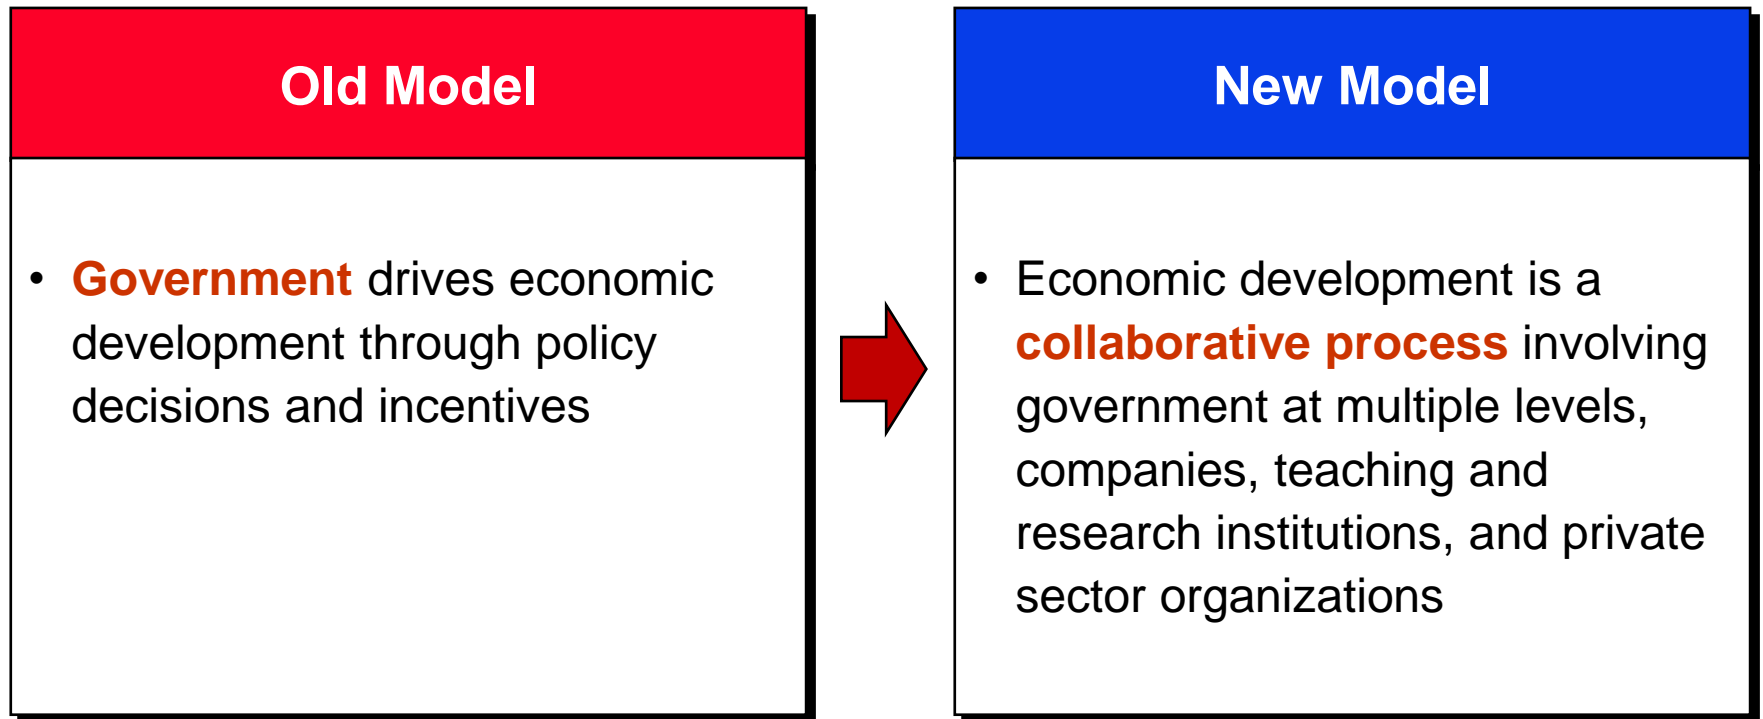 Old Model
• Government drives economic
development through policy
decisions and incentives
New Model
• Economic development is a
collaborative process involving
government at multiple levels,
companies, teaching and
research institutions, and private
sector organizations